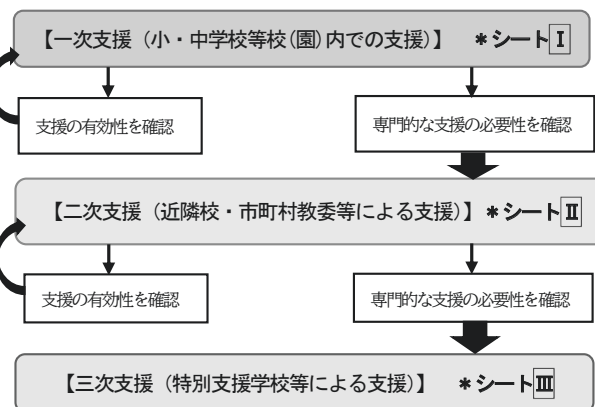 【一次支援（小・中学校等校(園)内での支援）】　＊シートⅠ
支援の有効性を確認
専門的な支援の必要性を確認
【二次支援（近隣校・市町村教委等による支援）】＊シートⅡ
支援の有効性を確認
専門的な支援の必要性を確認
【三次支援（特別支援学校等による支援）】　＊シートⅢ